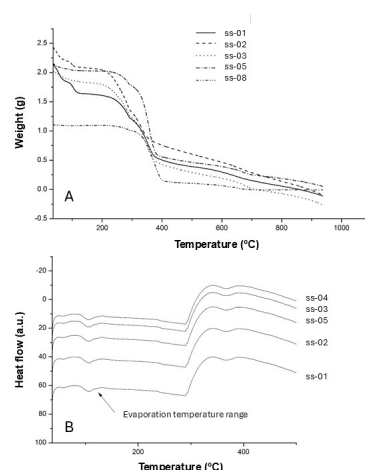 2.5
2.0
1.5
1.0
0.5
0.0
-0.5
Weight (g)
ss-01
ss-02
ss-03
ss-05
ss-08
A
200
400
600
800
1000
Temperature (ºC)
-20
0
20
40
60
80
100
Heat flow (a.u.)
ss-04
ss-03
ss-05
ss-02
ss-01
Evaporation temperature range
B
200
400
Temperature (ºC)